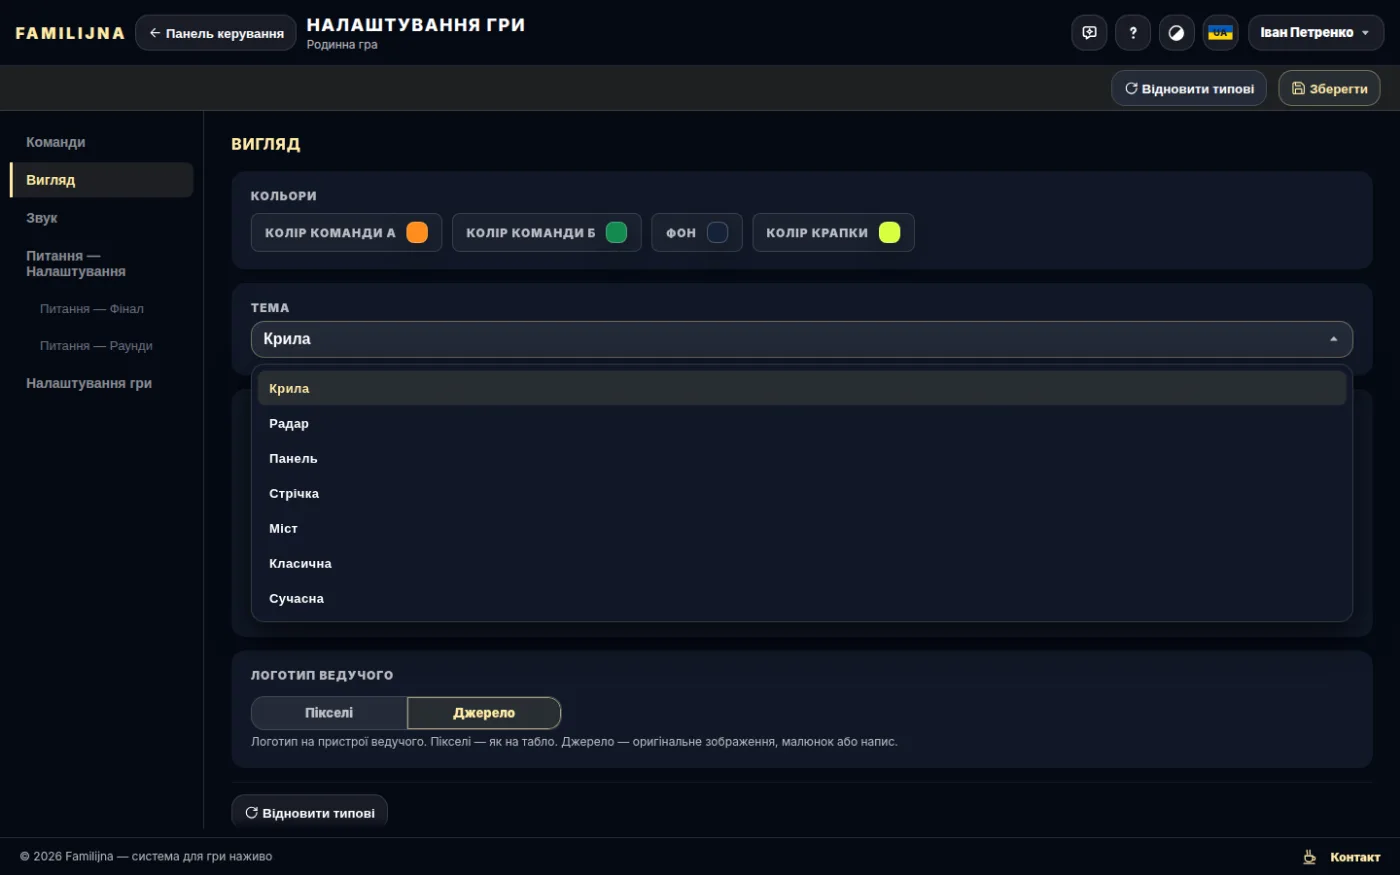 FAMILIJNA
← Панель керування
НАЛАШТУВАННЯ ГРИ
Родинна гра
?
UA
Іван Петренко
Відновити типові
Зберегти
Команди
Вигляд
Звук
Питання —
Налаштування
Питання — Фінал
Питання — Раунди
Налаштування гри
ВИГЛЯД
КОЛЬОРИ
КОЛІР КОМАНДИ А
КОЛІР КОМАНДИ Б
ФОН
КОЛІР КРАПКИ
ТЕМА
Крила
Крила
Радар
Панель
Стрічка
Міст
Класична
Сучасна
ЛОГОТИП ВЕДУЧОГО
Пікселі
Джерело
Логотип на пристрої ведучого. Пікселі — як на табло. Джерело — оригінальне зображення, малюнок або напис.
Відновити типові
© 2026 Familijna — система для гри наживо
Контакт